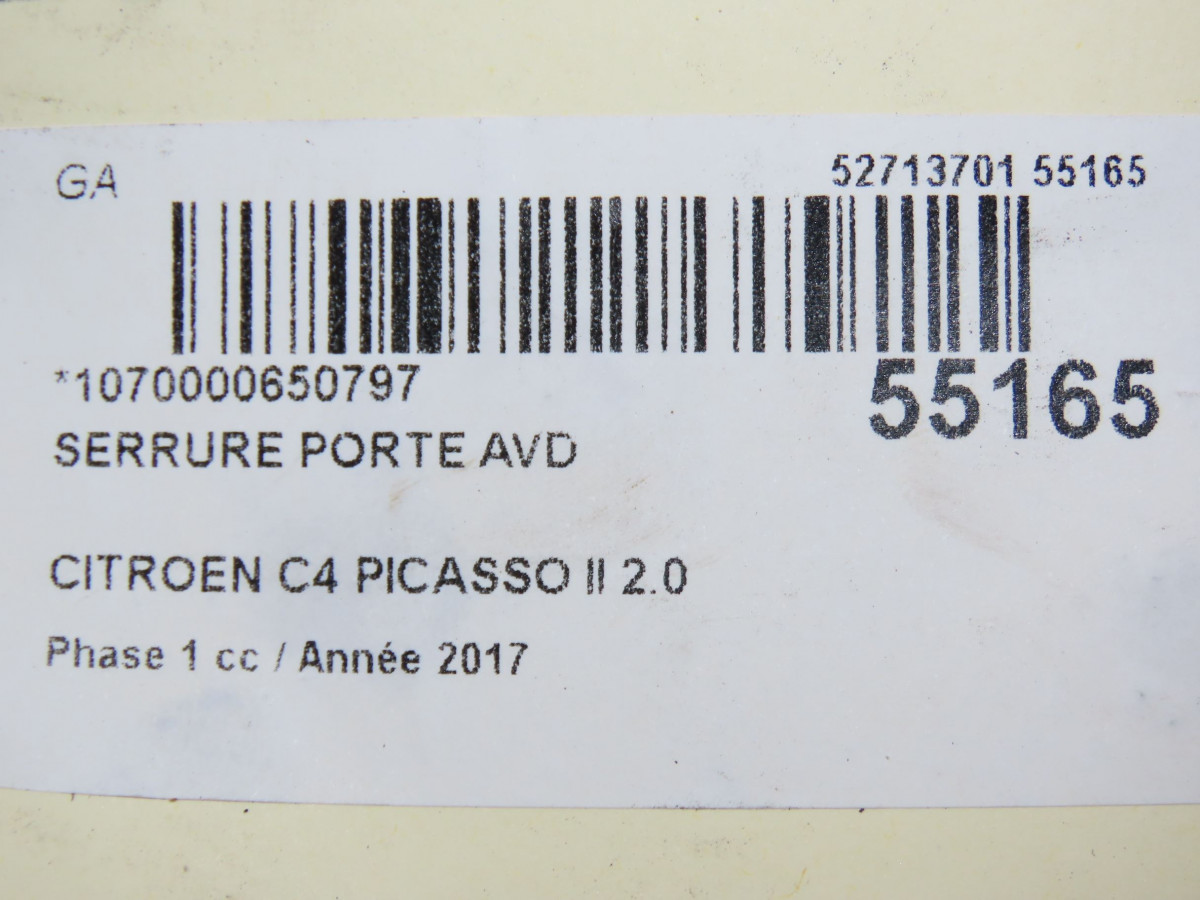 GA
52713701 55165
*1070000650797
55165
SERRURE PORTE AVD
CITROEN C4 PICASSO II 2.0
Phase 1 cc / Année 2017